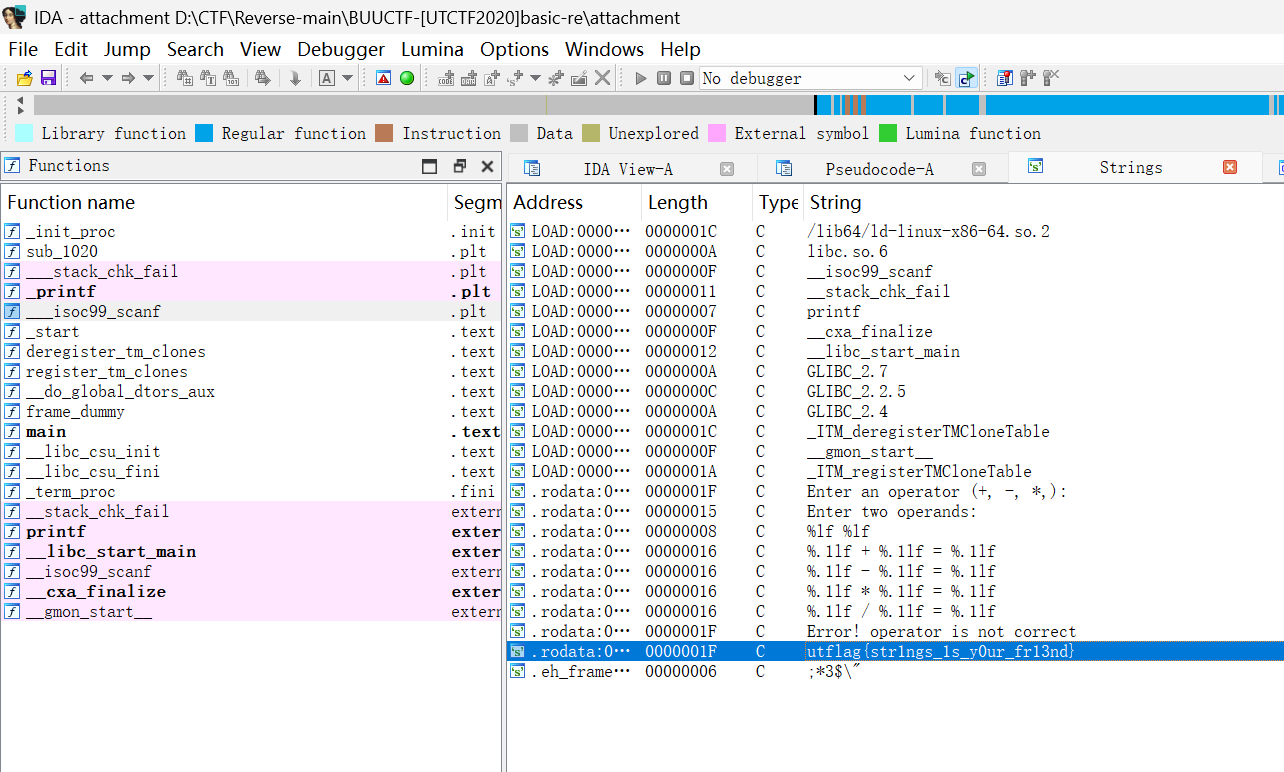 IDA - attachment D:\CTF\Reverse-main\BUUCTF-[UTCTF2020]basic-re\attachment
File Edit Jump Search View Debugger Lumina Options Windows Help
No debugger
Library function Regular function Instruction Data Unexplored External symbol Lumina function
Functions
IDA View-A Pseudocode-A Strings
Function name Segm
_init_proc .init
sub_1020 .plt
___stack_chk_fail .plt
_printf .plt
___isoc99_scanf .plt
_start .text
deregister_tm_clones .text
register_tm_clones .text
__do_global_dtors_aux .text
frame_dummy .text
main .text
__libc_csu_init .text
__libc_csu_fini .text
_term_proc .fini
__stack_chk_fail extern
printf exter
__libc_start_main exter
__isoc99_scanf extern
__cxa_finalize exter
__gmon_start__ extern
Address Length Type String
LOAD:0000… 0000001C C /lib64/ld-linux-x86-64.so.2
LOAD:0000… 0000000A C libc.so.6
LOAD:0000… 0000000F C __isoc99_scanf
LOAD:0000… 00000011 C __stack_chk_fail
LOAD:0000… 00000007 C printf
LOAD:0000… 0000000F C __cxa_finalize
LOAD:0000… 00000012 C __libc_start_main
LOAD:0000… 0000000A C GLIBC_2.7
LOAD:0000… 0000000C C GLIBC_2.2.5
LOAD:0000… 0000000A C GLIBC_2.4
LOAD:0000… 0000001C C _ITM_deregisterTMCloneTable
LOAD:0000… 0000000F C __gmon_start__
LOAD:0000… 0000001A C _ITM_registerTMCloneTable
.rodata:0… 0000001F C Enter an operator (+, -, *,):
.rodata:0… 00000015 C Enter two operands:
.rodata:0… 00000008 C %lf %lf
.rodata:0… 00000016 C %.1lf + %.1lf = %.1lf
.rodata:0… 00000016 C %.1lf - %.1lf = %.1lf
.rodata:0… 00000016 C %.1lf * %.1lf = %.1lf
.rodata:0… 00000016 C %.1lf / %.1lf = %.1lf
.rodata:0… 0000001F C Error! operator is not correct
.rodata:0… 0000001F C utflag{str1ngs_1s_y0ur_fr13nd}
.eh_frame… 00000006 C ;*3$\"